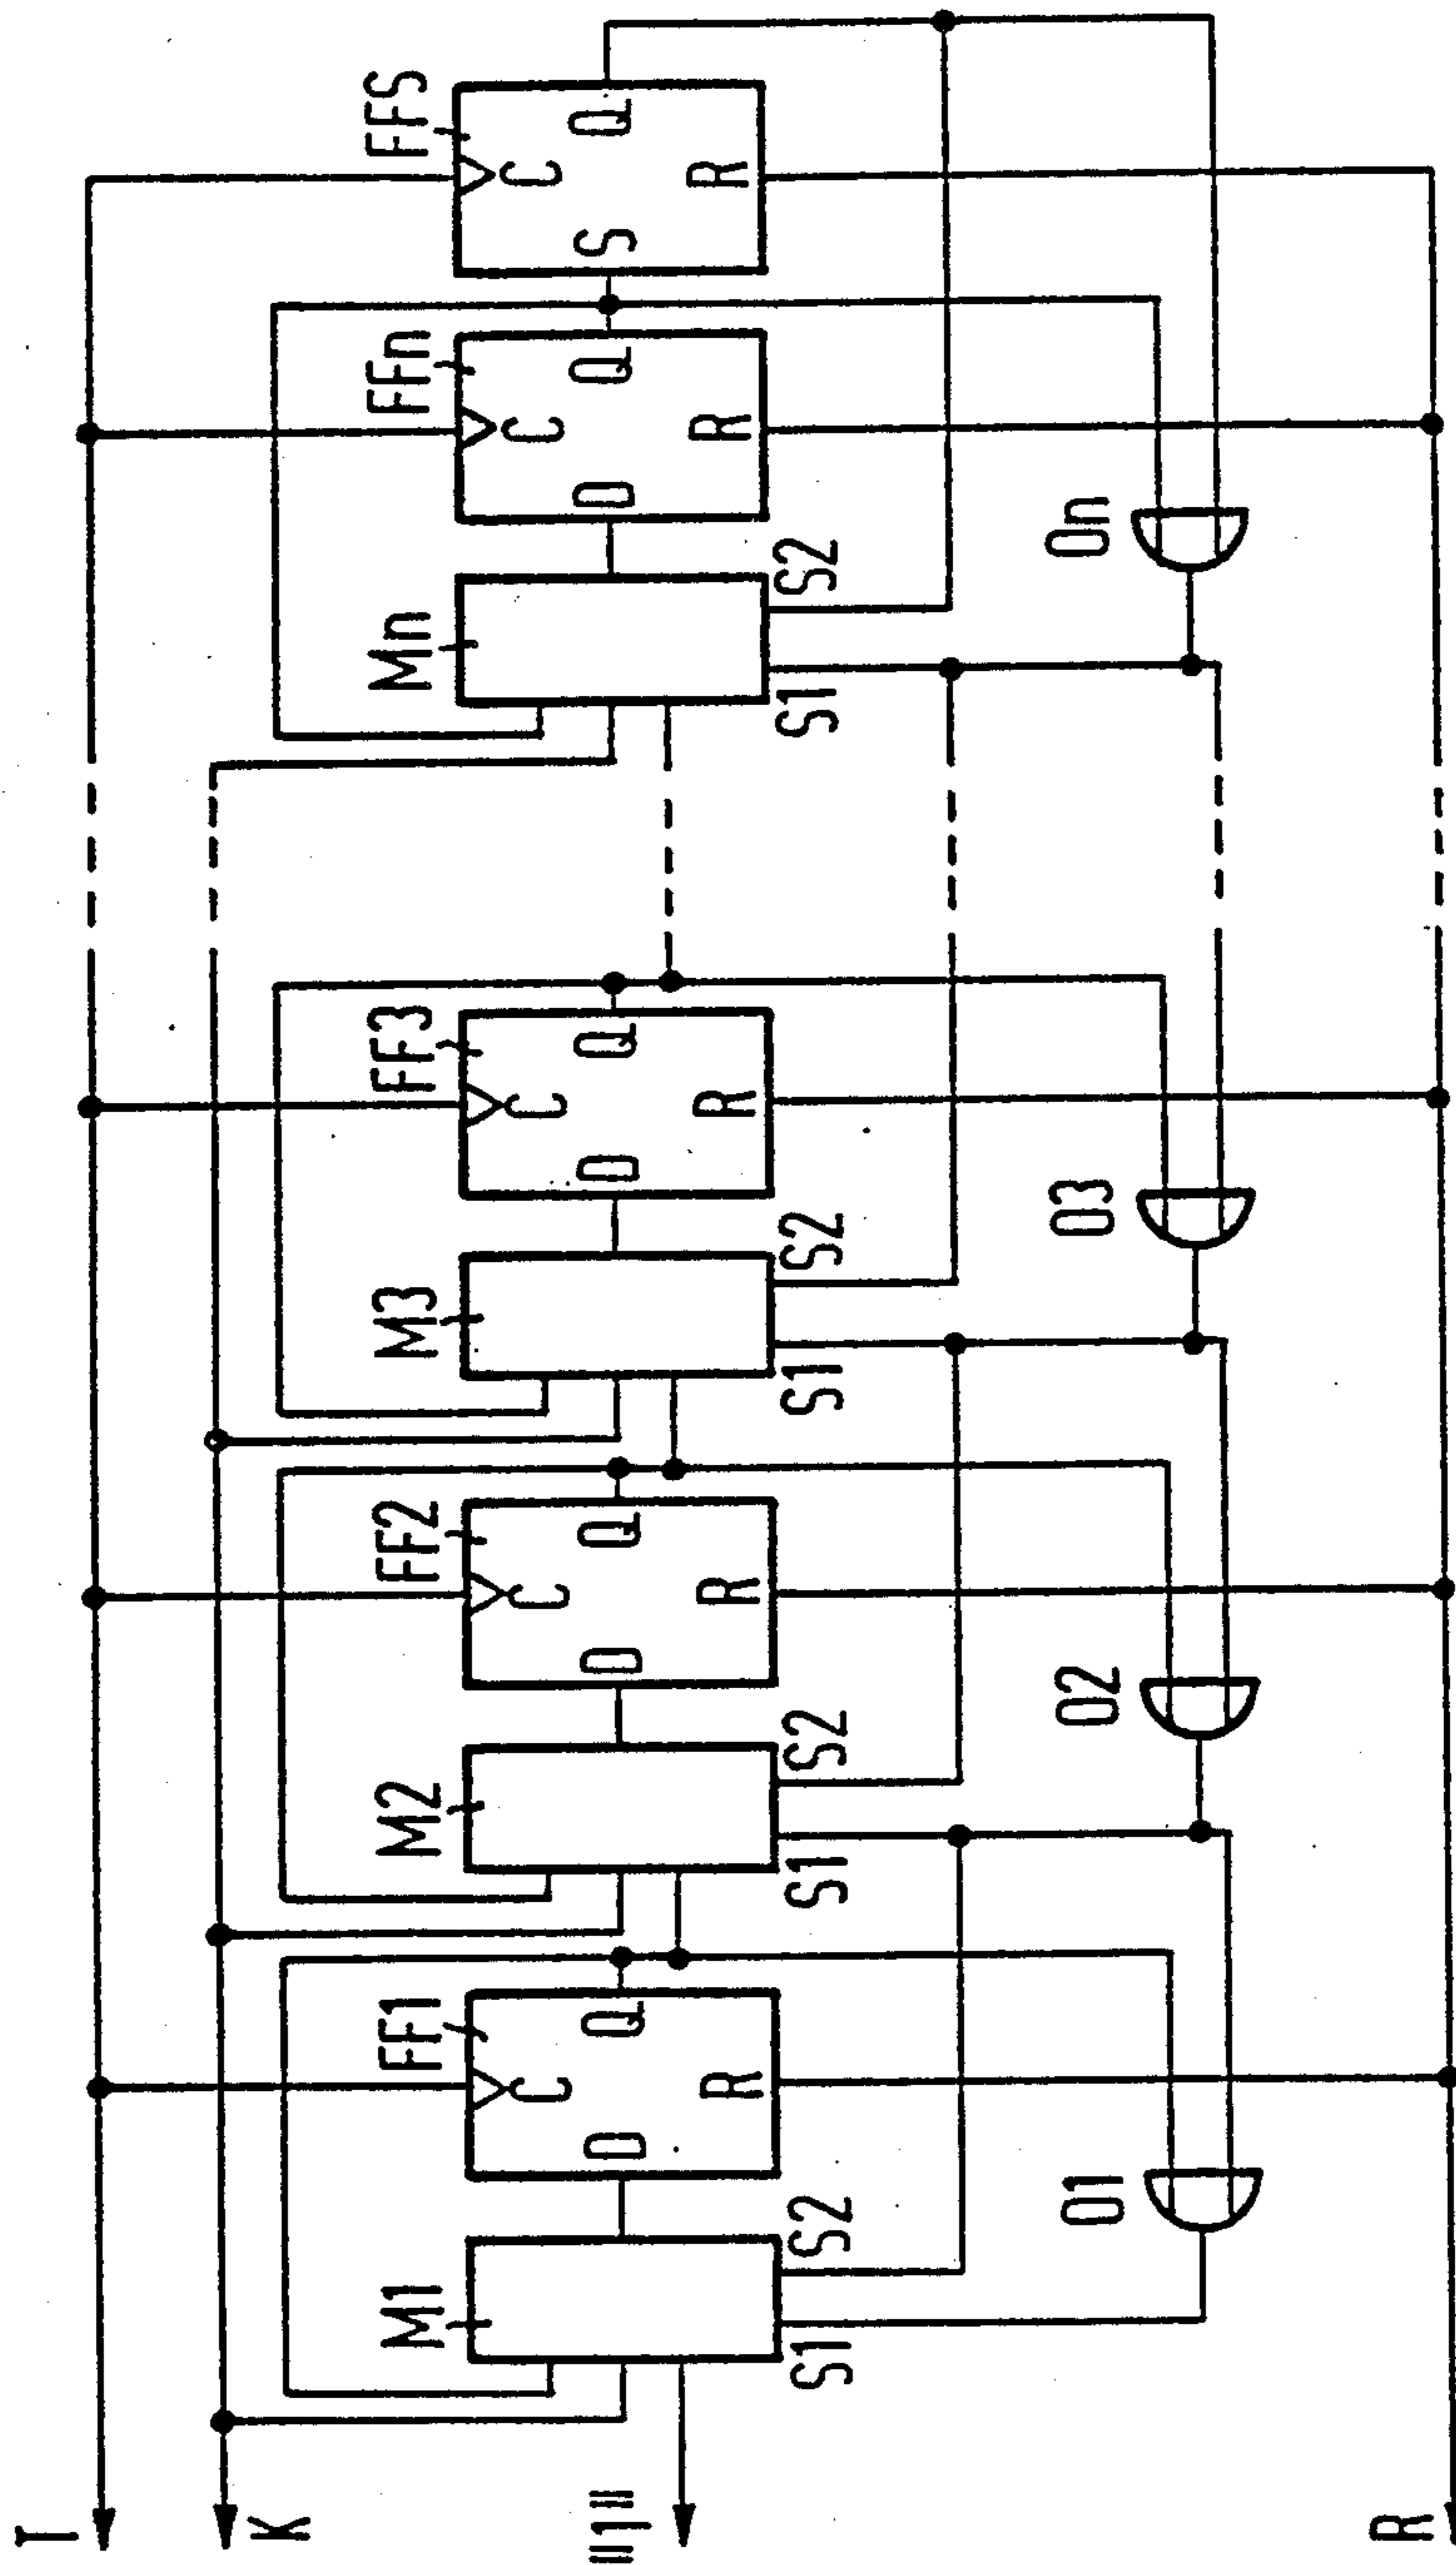 T
K
M1 FF1 M2 FF2 M3 FF3 Mn FFn FFS
C C C C C
"1" D Q D Q D Q D Q S Q
R R R R R
S1 S2 S1 S2 S1 S2 S1 S2
O1 O2 O3 On
R